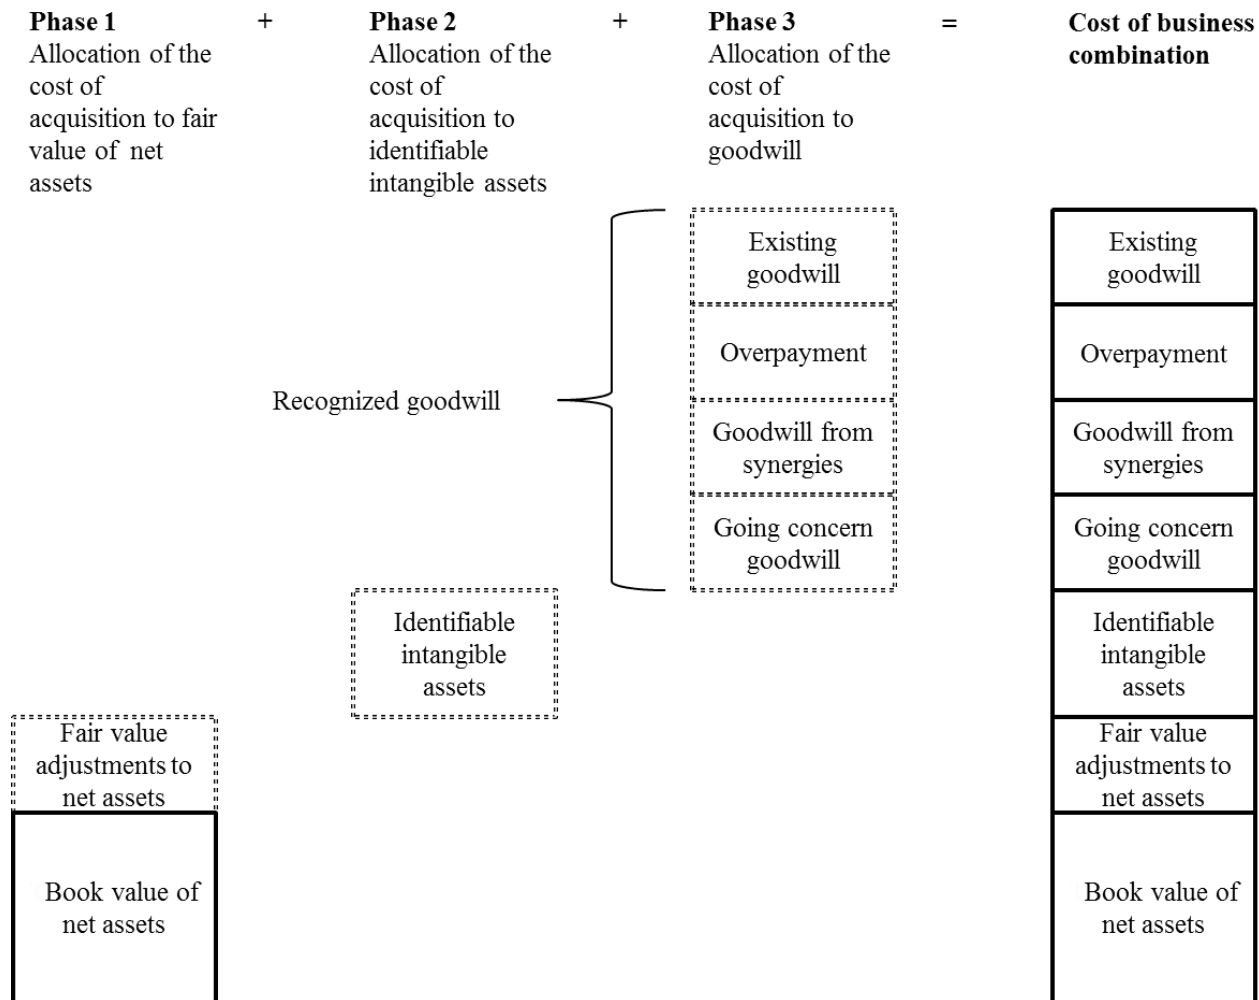 Phase 1 + Phase 2 + Phase 3 = Cost of business
combination
Allocation of the
cost of
acquisition to fair
value of net
assets
Allocation of the
cost of
acquisition to
identifiable
intangible assets
Allocation of the
cost of
acquisition to
goodwill
Recognized goodwill
Existing
goodwill
Overpayment
Goodwill from
synergies
Going concern
goodwill
Identifiable
intangible
assets
Fair value
adjustments to
net assets
Book value of
net assets
Existing
goodwill
Overpayment
Goodwill from
synergies
Going concern
goodwill
Identifiable
intangible
assets
Fair value
adjustments to
net assets
Book value of
net assets